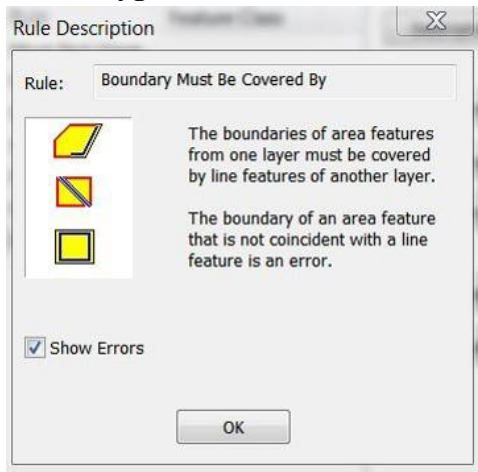 Rule Description
Feature Class
Rule:
Boundary Must Be Covered By
The boundaries of area features
from one layer must be covered
by line features of another layer.
The boundary of an area feature
that is not coincident with a line
feature is an error.
Show Errors
OK